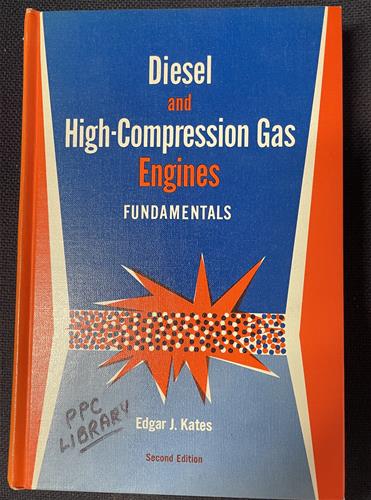 Diesel
and
High-Compression Gas
Engines
FUNDAMENTALS
PPC
LIBRARY
Edgar J. Kates
Second Edition